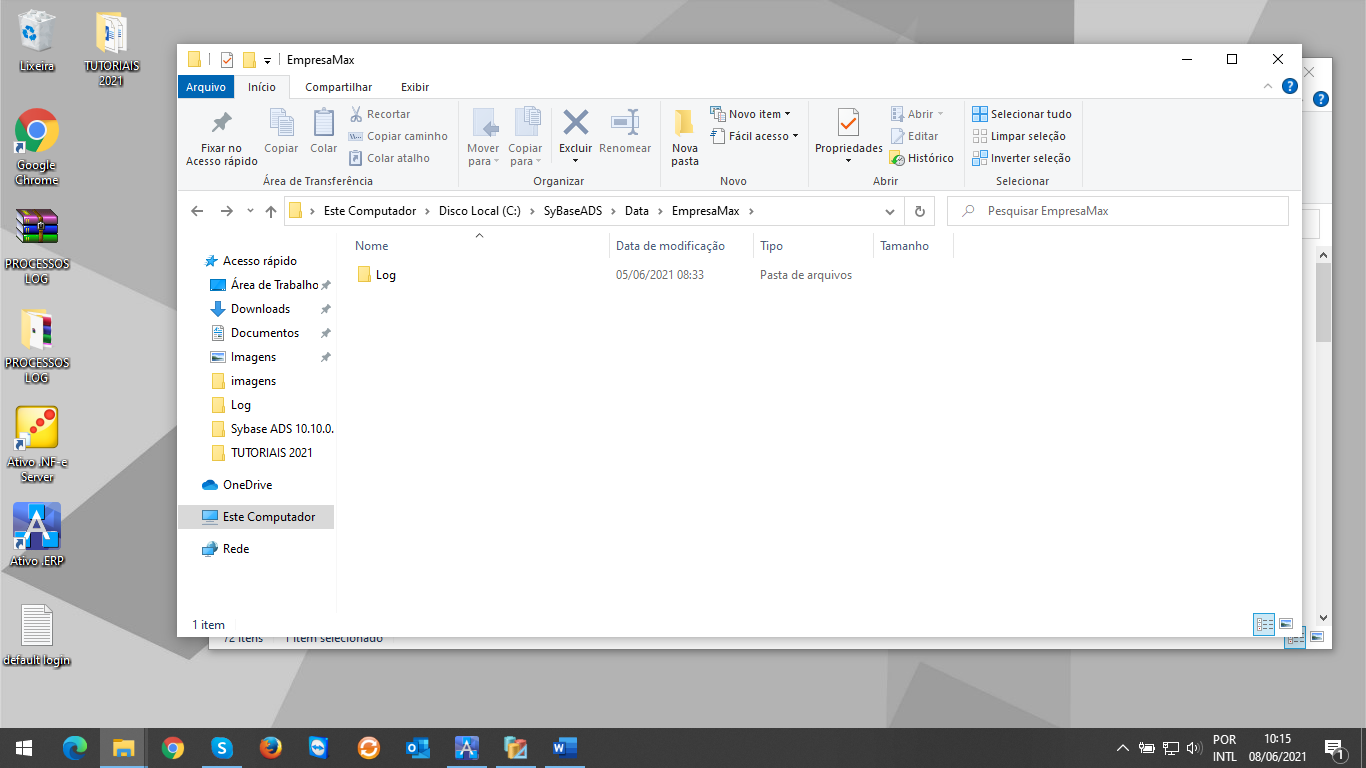 Lixeira
TUTORIAIS
2021
Google
Chrome
PROCESSOS
LOG
PROCESSOS
LOG
Ativo .NF-e
Server
Ativo .ERP
default login
EmpresaMax
Arquivo
Início
Compartilhar
Exibir
Fixar no
Acesso rápido
Copiar
Colar
Recortar
Copiar caminho
Colar atalho
Área de Transferência
Mover
para
Copiar
para
Excluir
Renomear
Organizar
Nova
pasta
Novo item
Fácil acesso
Novo
Propriedades
Abrir
Editar
Histórico
Abrir
Selecionar tudo
Limpar seleção
Inverter seleção
Selecionar
Este Computador > Disco Local (C:) > SyBaseADS > Data > EmpresaMax >
Pesquisar EmpresaMax
Nome
Data de modificação
Tipo
Tamanho
Log
05/06/2021 08:33
Pasta de arquivos
Acesso rápido
Área de Trabalho
Downloads
Documentos
Imagens
imagens
Log
Sybase ADS 10.10.0.
TUTORIAIS 2021
OneDrive
Este Computador
Rede
1 item
72 itens
1 item selecionado
POR
INTL
10:15
08/06/2021
1